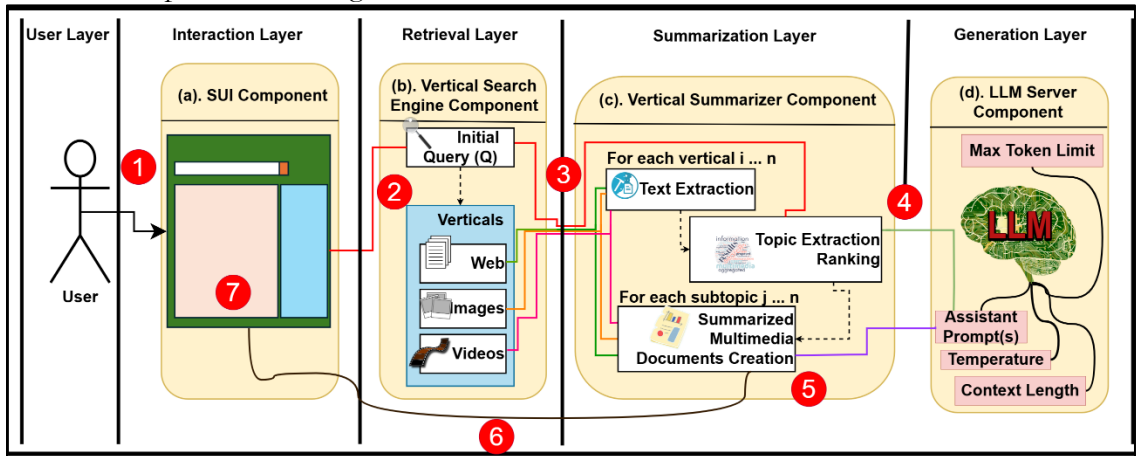 User Layer
Interaction Layer
Retrieval Layer
Summarization Layer
Generation Layer
(a). SUI Component
(b). Vertical Search
Engine Component
(c). Vertical Summarizer Component
(d). LLM Server
Component
1
Initial
Query (Q)
2
3
4
For each vertical i ... n
Text Extraction
Max Token Limit
LLM
Verticals
Web
Images
Videos
information
Topic Extraction
Ranking
For each subtopic j ... n
Summarized
Multimedia
Documents Creation
Assistant
Prompt(s)
Temperature
Context Length
User
7
5
6